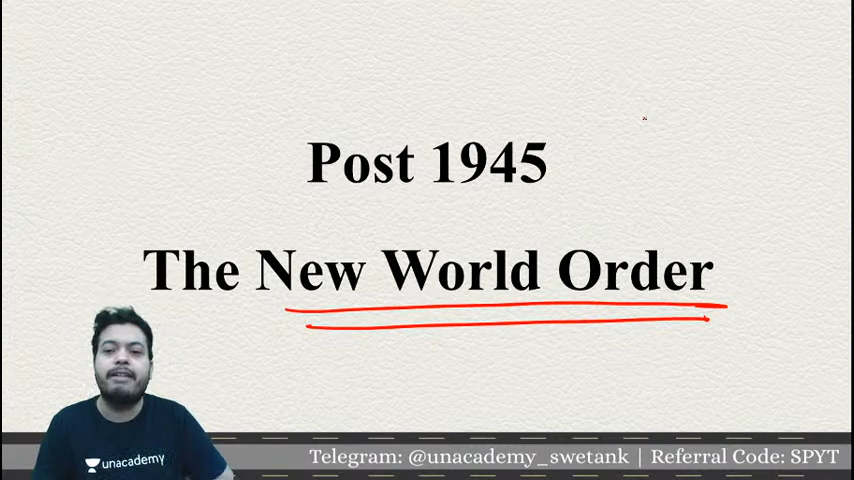 Post 1945
The New World Order
unacademy
Telegram: @unacademy_swetank | Referral Code: SPYT